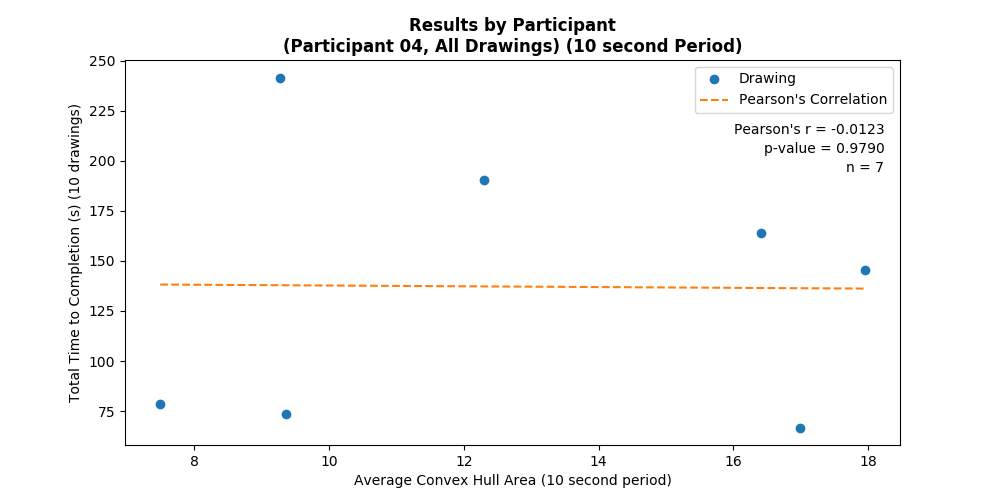 Results by Participant
(Participant 04, All Drawings) (10 second Period)
Drawing
Pearson's Correlation
Pearson's r = -0.0123
p-value = 0.9790
n = 7
Total Time to Completion (s) (10 drawings)
250
225
200
175
150
125
100
75
8 10 12 14 16 18
Average Convex Hull Area (10 second period)